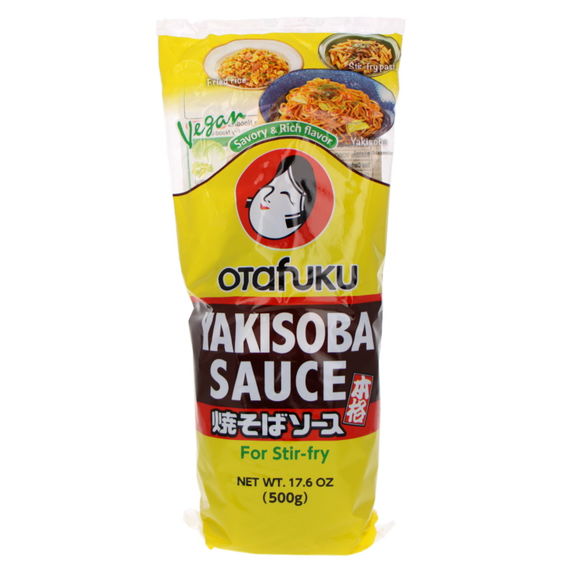 Fried rice
Stir-fry pasta
Vegan
Savory & Rich flavor
Yakisoba
OTAFUKU
YAKISOBA
SAUCE
本格
焼そばソース
For Stir-fry
NET WT. 17.6 OZ
(500g)